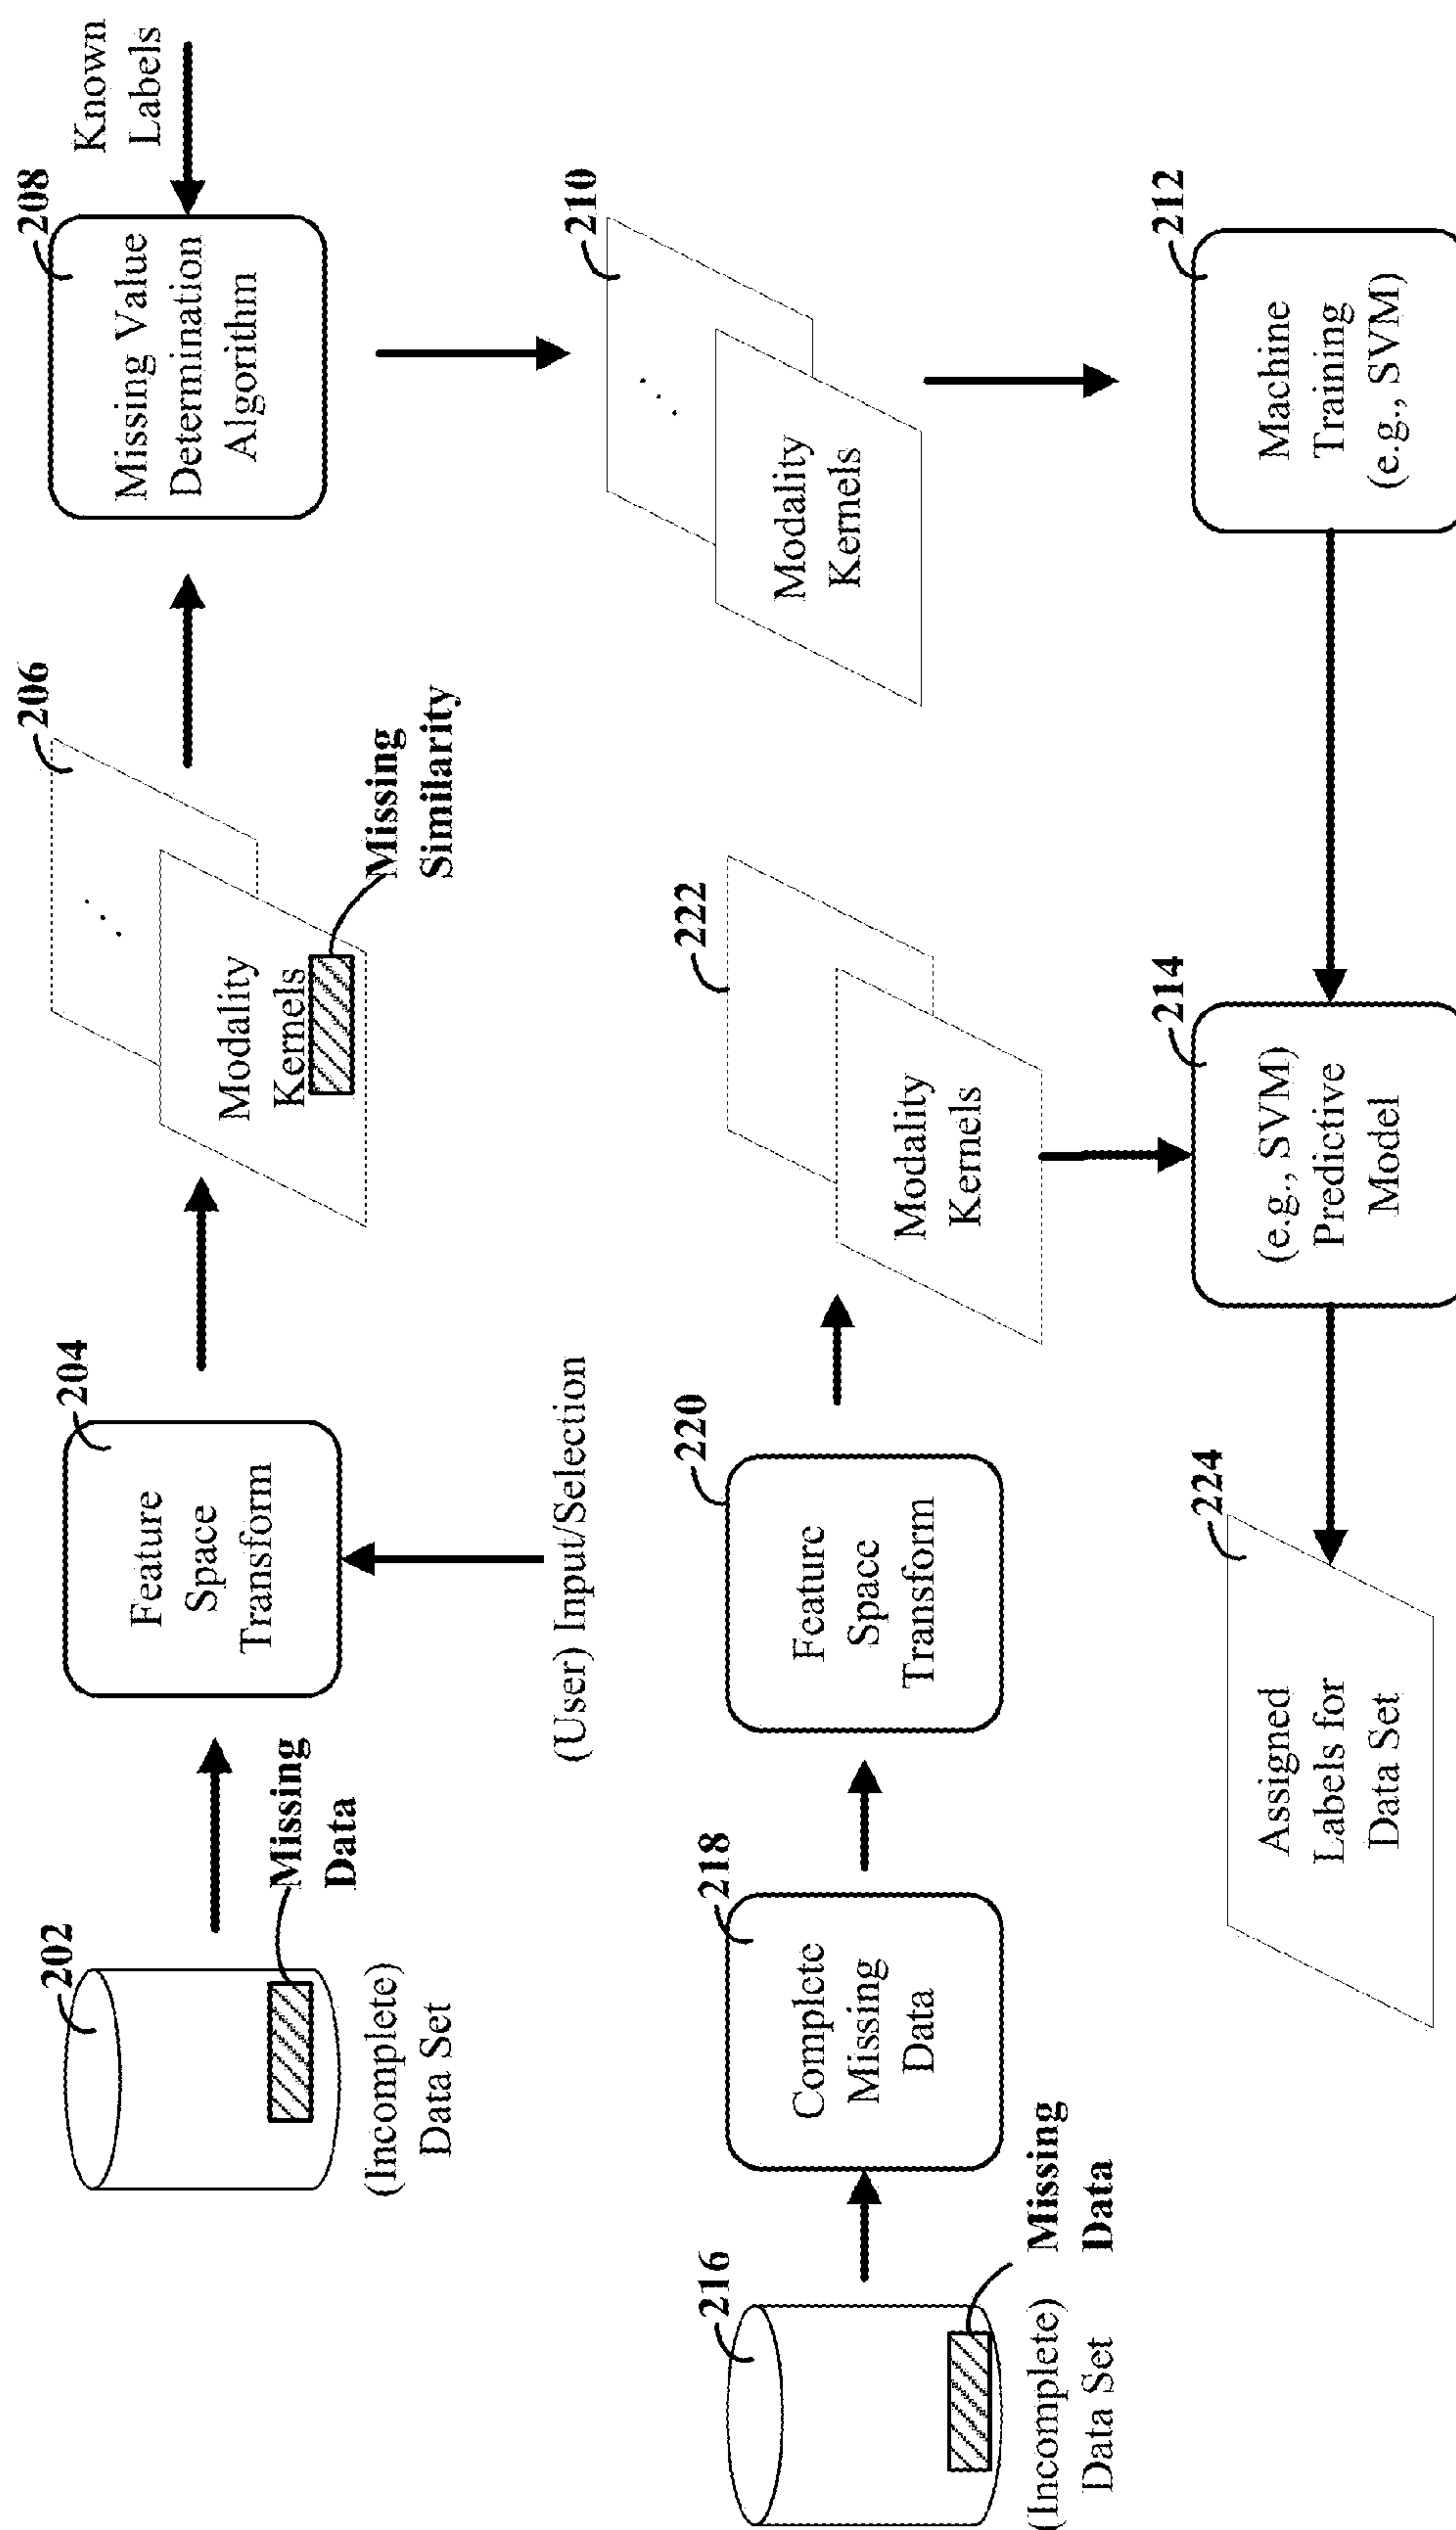 202
Missing
Data
(Incomplete)
Data Set
204
Feature
Space
Transform
(User) Input/Selection
206
. . .
Modality
Kernels
Missing
Similarity
208
Missing Value
Determination
Algorithm
Known
Labels
210
. . .
Modality
Kernels
212
Machine
Training
(e.g., SVM)
214
(e.g., SVM)
Predictive
Model
216
Missing
Data
(Incomplete)
Data Set
218
Complete
Missing
Data
220
Feature
Space
Transform
222
Modality
Kernels
224
Assigned
Labels for
Data Set